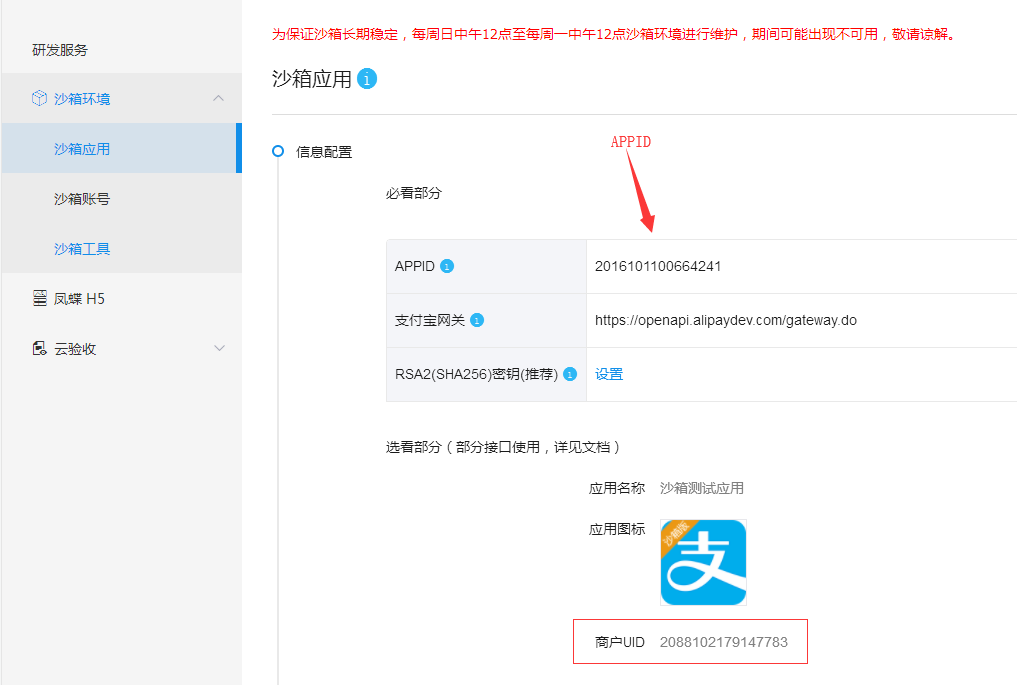 为保证沙箱长期稳定，每周日中午12点至每周一中午12点沙箱环境进行维护，期间可能出现不可用，敬请谅解。
研发服务
沙箱环境
沙箱应用
沙箱账号
沙箱工具
凤蝶 H5
云验收
沙箱应用
信息配置
APPID
必看部分
APPID 2016101100664241
支付宝网关 https://openapi.alipaydev.com/gateway.do
RSA2(SHA256)密钥(推荐) 设置
选看部分（部分接口使用，详见文档）
应用名称 沙箱测试应用
应用图标
沙箱版
支
商户UID 2088102179147783